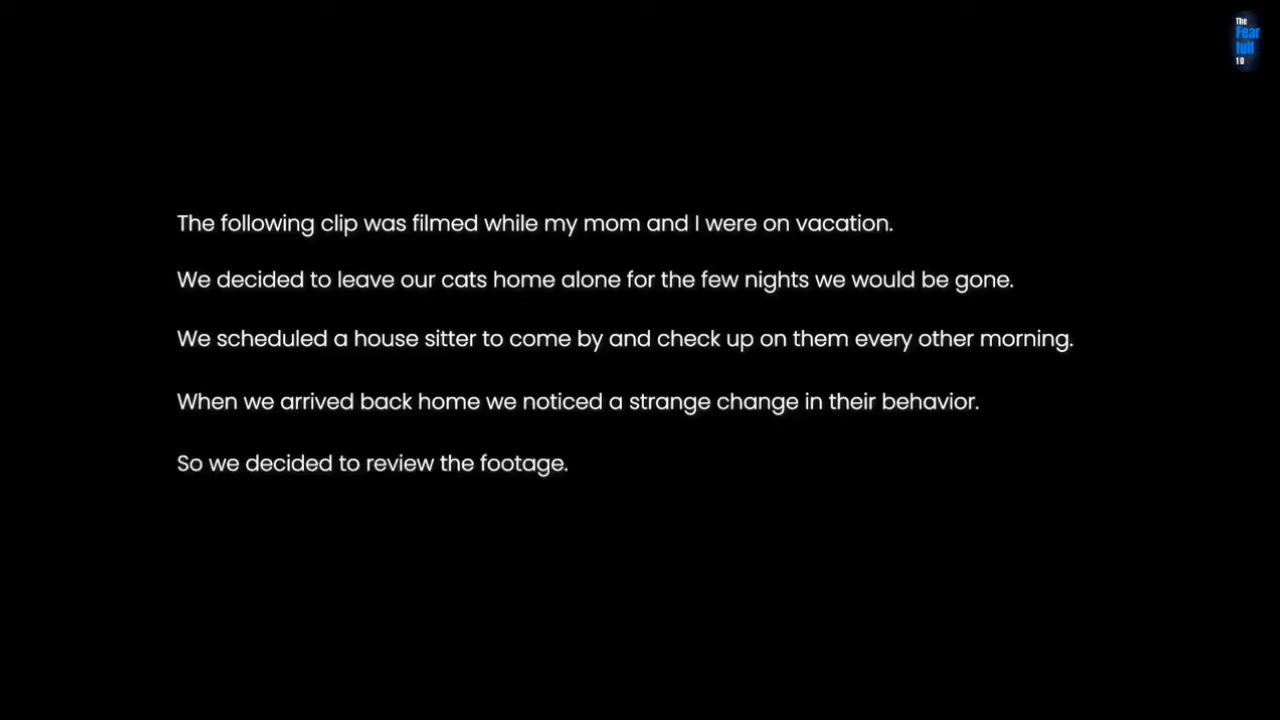 The
Fear
full
10
The following clip was filmed while my mom and I were on vacation.
We decided to leave our cats home alone for the few nights we would be gone.
We scheduled a house sitter to come by and check up on them every other morning.
When we arrived back home we noticed a strange change in their behavior.
So we decided to review the footage.